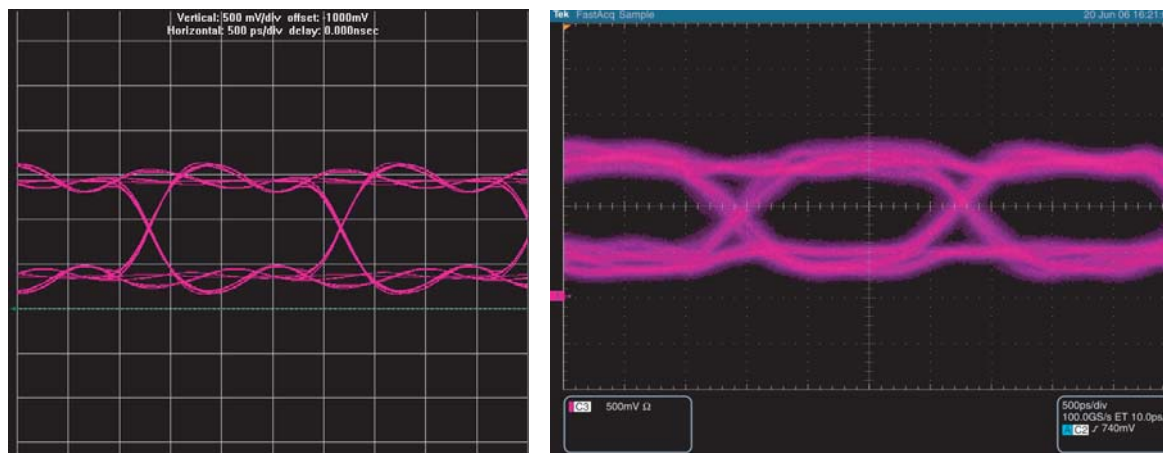 Vertical: 500 mV/div offset: -1000mV
Horizontal: 500 ps/div delay: 0.000nsec
Tek FastAcq Sample
20 Jun 06 16:21:
C3 500mV Ω
500ps/div
100.0GS/s ET 10.0ps/
A C2 ∫ 740mV